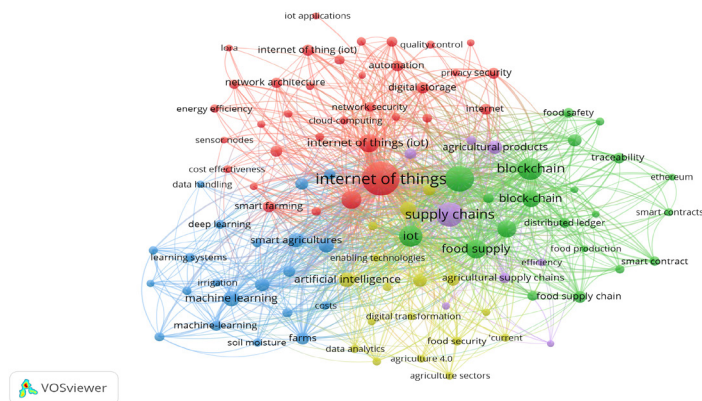 iot applications
lora
internet of thing (iot)
quality control
automation
network architecture
privacy security
digital storage
energy efficiency
network security
internet
food safety
cloud-computing
sensor nodes
internet of things (iot)
agricultural products
traceability
cost effectiveness
blockchain
ethereum
data handling
internet of things
block-chain
smart farming
supply chains
smart contracts
deep learning
distributed ledger
smart agricultures
iot
food supply
food production
learning systems
enabling technologies
efficiency
smart contract
irrigation
artificial intelligence
agricultural supply chains
machine learning
costs
food supply chain
digital transformation
machine-learning
soil moisture
farms
food security
'current
data analytics
agriculture 4.0
agriculture sectors
VOSviewer